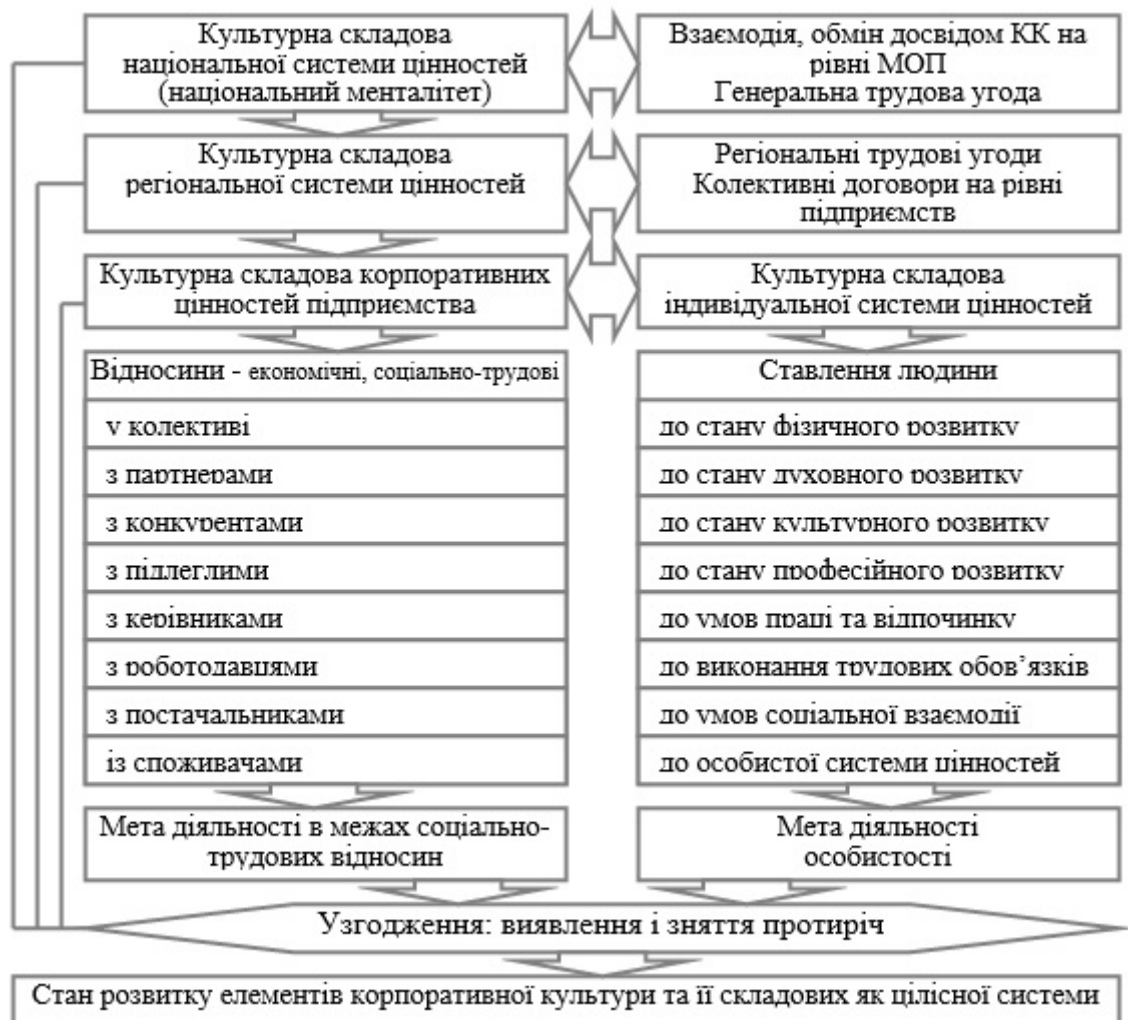 Культурна складова
національної системи цінностей
(національний менталітет)
Взаємодія, обмін досвідом КК на
рівні МОП
Генеральна трудова угода
Культурна складова
регіональної системи цінностей
Регіональні трудові угоди
Колективні договори на рівні
підприємств
Культурна складова корпоративних
цінностей підприємства
Культурна складова
індивідуальної системи цінностей
Відносини - економічні, соціально-трудові
у колективі
з партнерами
з конкурентами
з підлеглими
з керівниками
з роботодавцями
з постачальниками
із споживачами
Мета діяльності в межах соціально-
трудових відносин
Ставлення людини
до стану фізичного розвитку
до стану духовного розвитку
до стану культурного розвитку
до стану професійного розвитку
до умов праці та відпочинку
до виконання трудових обов’язків
до умов соціальної взаємодії
до особистої системи цінностей
Мета діяльності
особистості
Узгодження: виявлення і зняття протиріч
Стан розвитку елементів корпоративної культури та її складових як цілісної системи